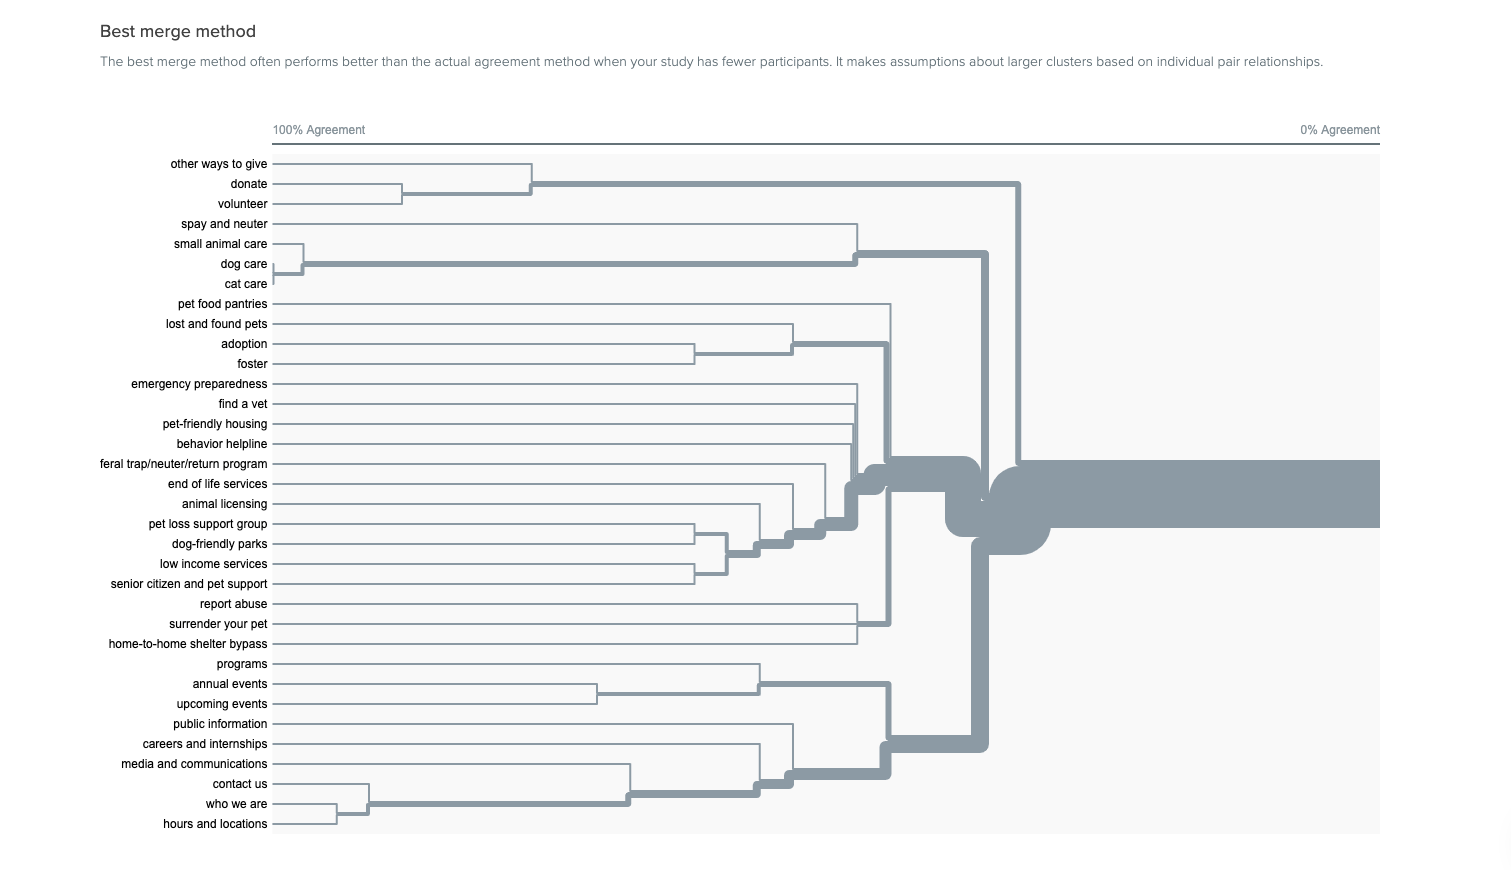 Best merge method
The best merge method often performs better than the actual agreement method when your study has fewer participants. It makes assumptions about larger clusters based on individual pair relationships.
100% Agreement
0% Agreement
other ways to give
donate
volunteer
spay and neuter
small animal care
dog care
cat care
pet food pantries
lost and found pets
adoption
foster
emergency preparedness
find a vet
pet-friendly housing
behavior helpline
feral trap/neuter/return program
end of life services
animal licensing
pet loss support group
dog-friendly parks
low income services
senior citizen and pet support
report abuse
surrender your pet
home-to-home shelter bypass
programs
annual events
upcoming events
public information
careers and internships
media and communications
contact us
who we are
hours and locations